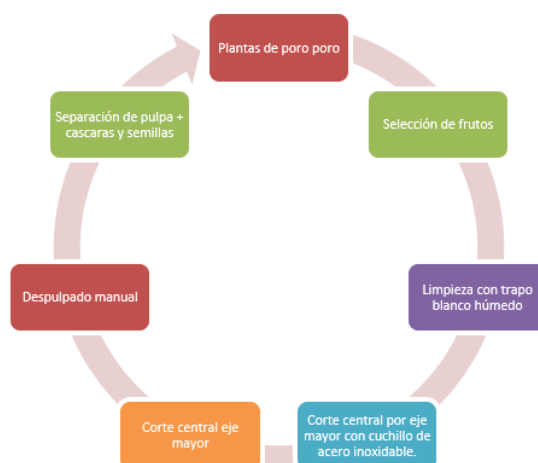 Plantas de poro poro
Selección de frutos
Limpieza con trapo
blanco húmedo
Corte central por eje
mayor con cuchillo de
acero inoxidable.
Corte central eje
mayor
Despulpado manual
Separación de pulpa +
cascaras y semillas